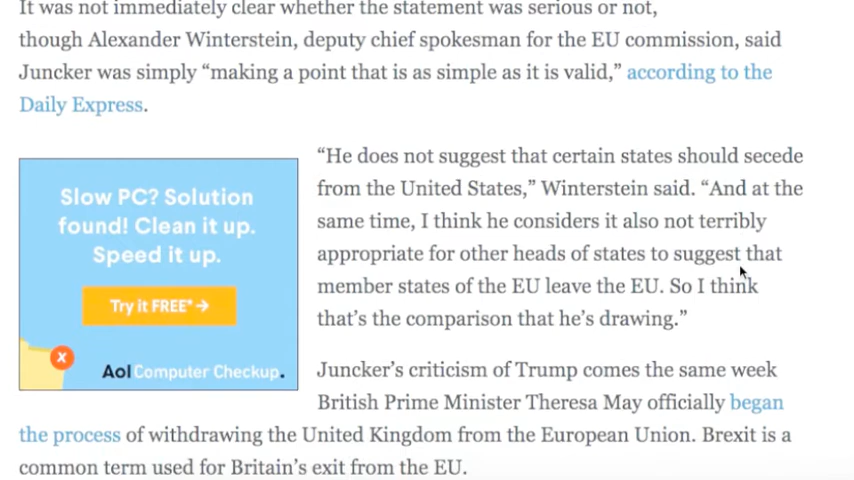 It was not immediately clear whether the statement was serious or not,
though Alexander Winterstein, deputy chief spokesman for the EU commission, said
Juncker was simply “making a point that is as simple as it is valid,” according to the
Daily Express.
Slow PC? Solution
found! Clean it up.
Speed it up.
Try it FREE* →
X
Aol Computer Checkup.
“He does not suggest that certain states should secede
from the United States,” Winterstein said. “And at the
same time, I think he considers it also not terribly
appropriate for other heads of states to suggest that
member states of the EU leave the EU. So I think
that’s the comparison that he’s drawing.”
Juncker’s criticism of Trump comes the same week
British Prime Minister Theresa May officially began
the process of withdrawing the United Kingdom from the European Union. Brexit is a
common term used for Britain’s exit from the EU.